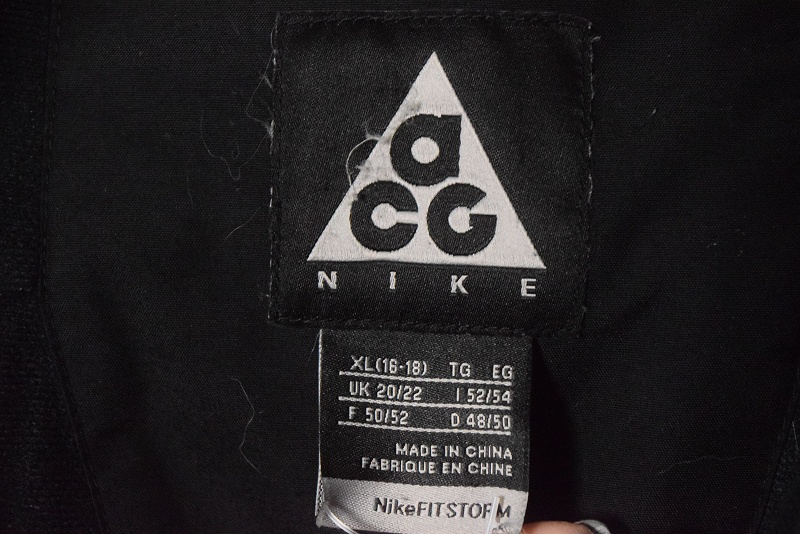 a
CG
NIKE
XL(16-18) TG EG
UK 20/22 I 52/54
F 50/52 D 48/50
MADE IN CHINA
FABRIQUE EN CHINE
NikeFITSTORM